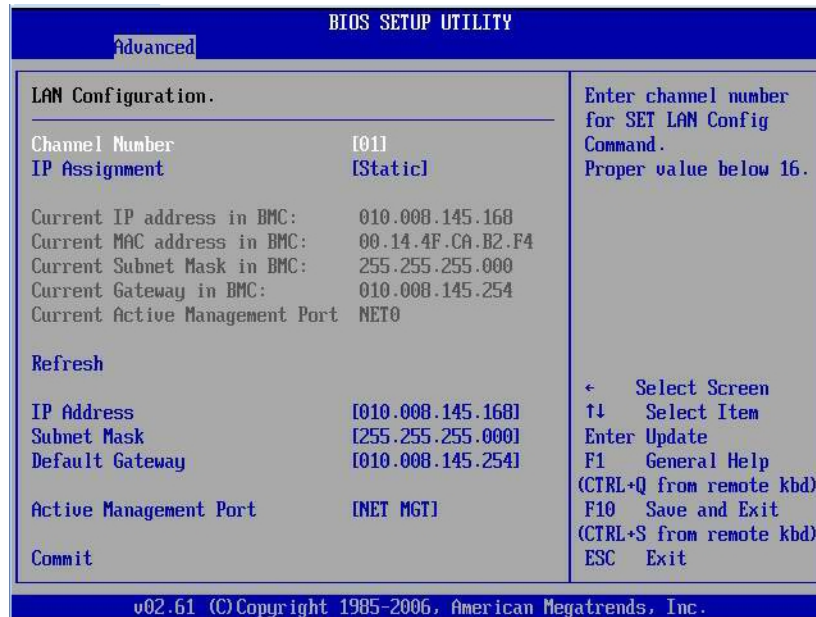 BIOS SETUP UTILITY
Advanced
LAN Configuration.
Channel Number [01]
IP Assignment [Static]
Current IP address in BMC: 010.008.145.168
Current MAC address in BMC: 00.14.4F.CA.B2.F4
Current Subnet Mask in BMC: 255.255.255.000
Current Gateway in BMC: 010.008.145.254
Current Active Management Port NET0
Refresh
IP Address [010.008.145.168]
Subnet Mask [255.255.255.000]
Default Gateway [010.008.145.254]
Active Management Port [NET MGT]
Commit
Enter channel number
for SET LAN Config
Command.
Proper value below 16.
← Select Screen
↑↓ Select Item
Enter Update
F1 General Help
(CTRL+Q from remote kbd)
F10 Save and Exit
(CTRL+S from remote kbd)
ESC Exit
v02.61 (C)Copyright 1985-2006, American Megatrends, Inc.